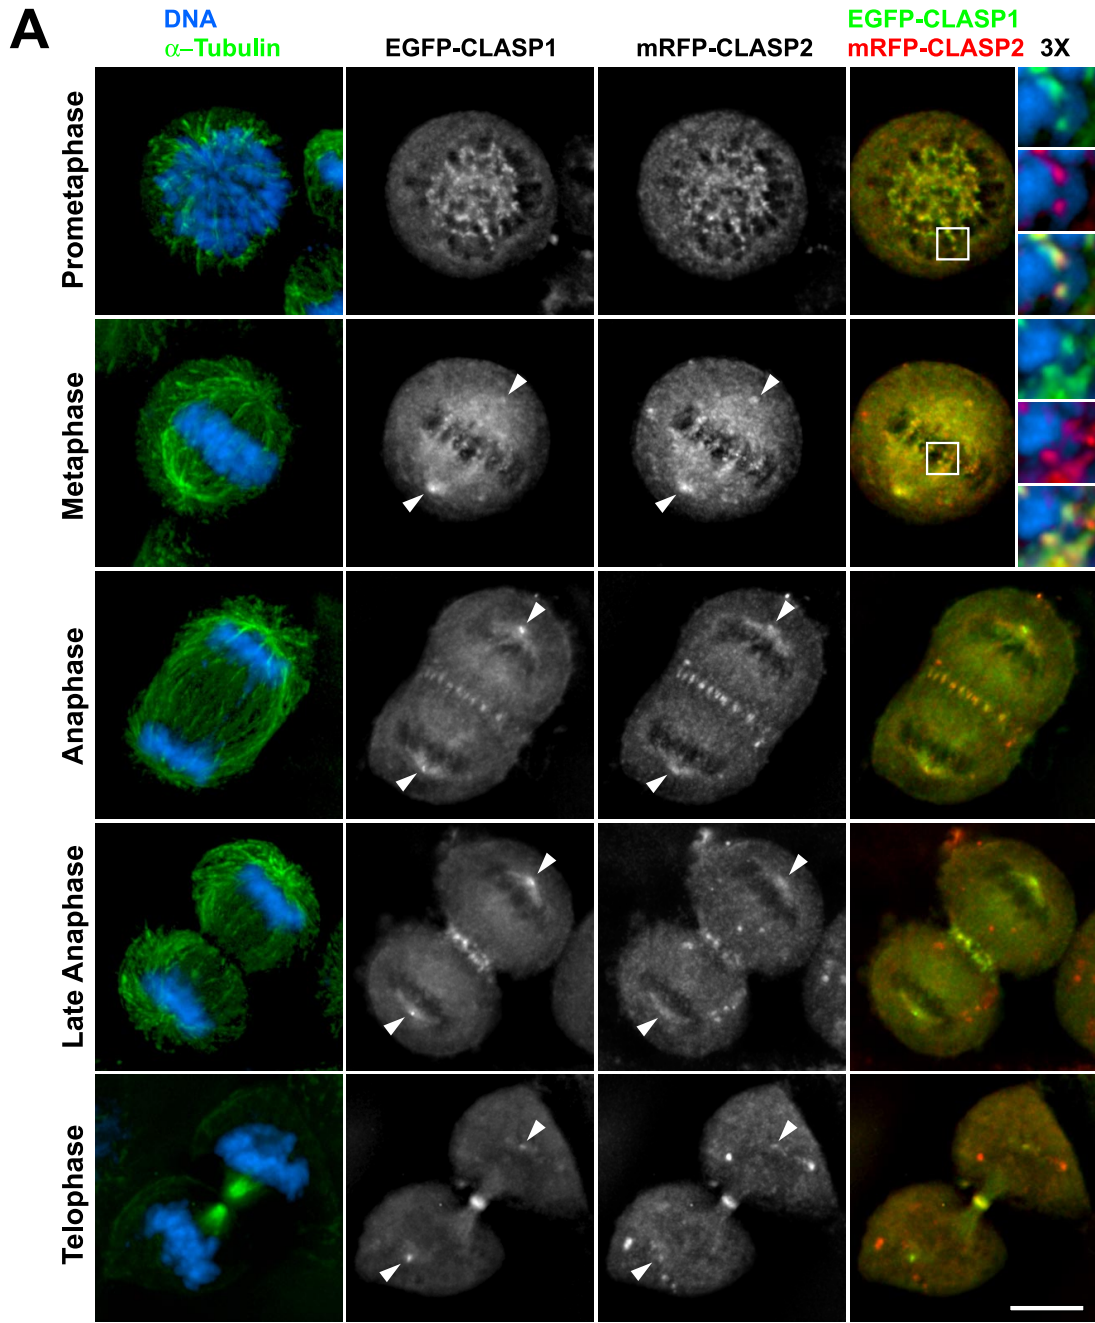 A
DNA
α–Tubulin
EGFP-CLASP1
mRFP-CLASP2
EGFP-CLASP1
mRFP-CLASP2
3X
Prometaphase
Metaphase
Anaphase
Late Anaphase
Telophase